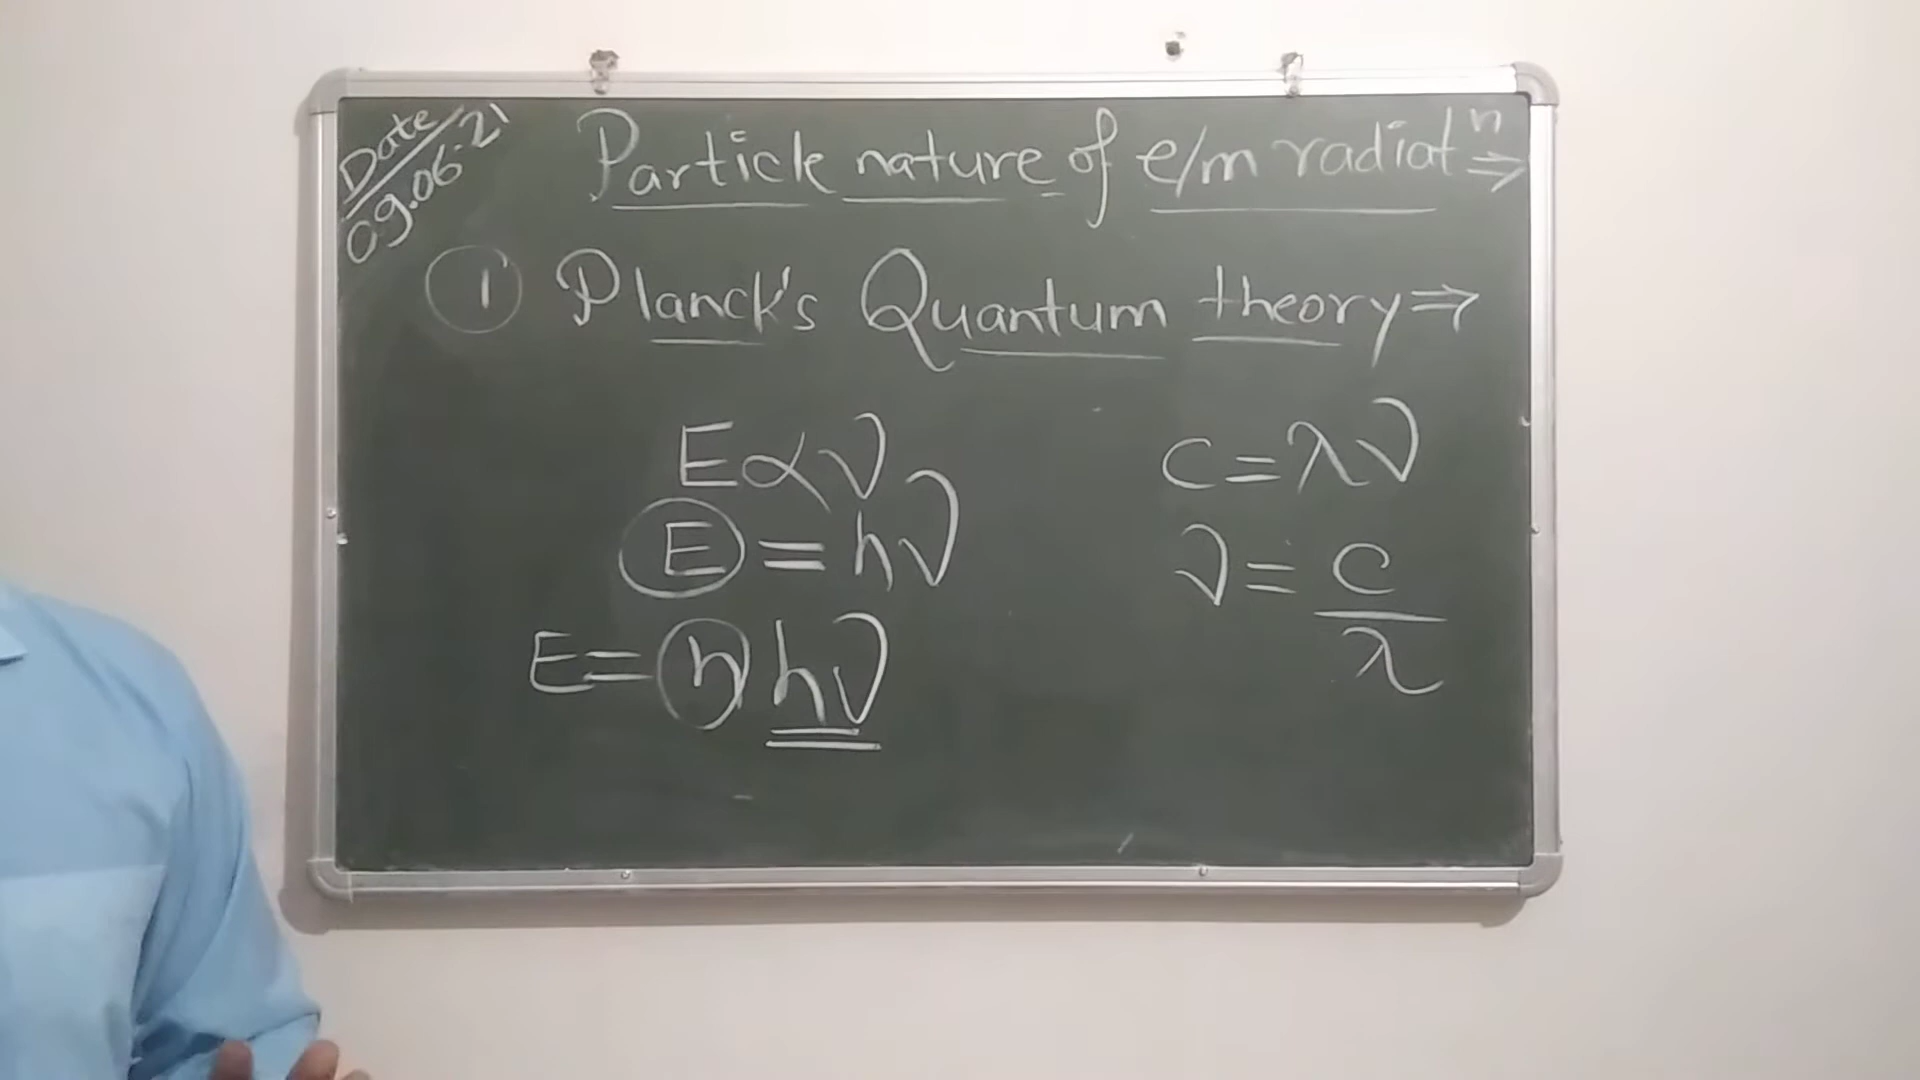 Date
09.06.21
Particle nature of e/m radiatⁿ ⇒
① Planck's Quantum theory ⇒
E ∝ ν
E = hν
E = n hν
c = λν
ν = c/λ